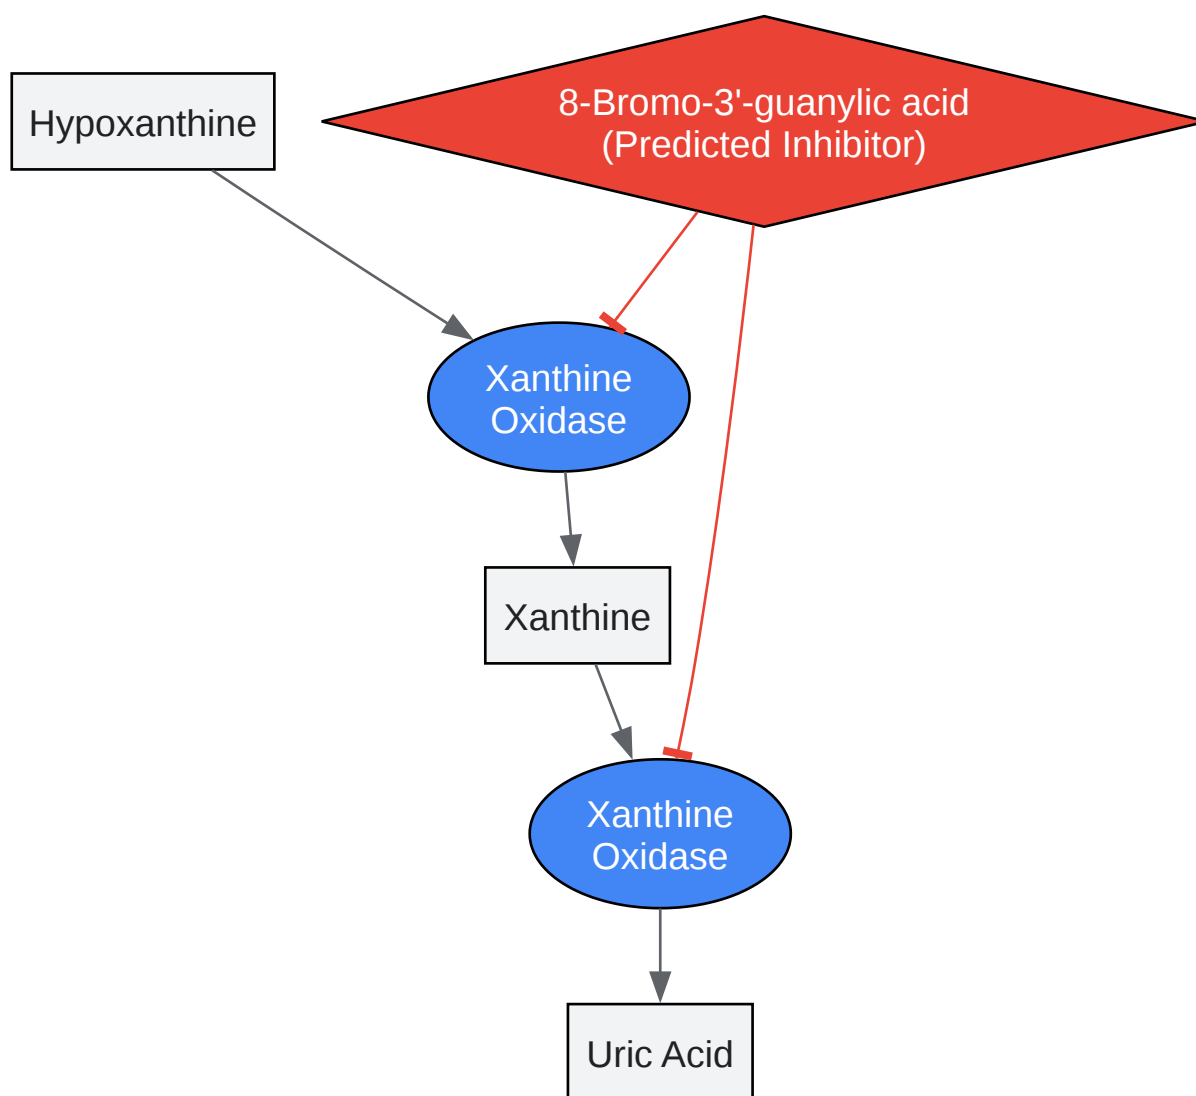 Hypoxanthine
8-Bromo-3'-guanylic acid
(Predicted Inhibitor)
Xanthine
Oxidase
Xanthine
Xanthine
Oxidase
Uric Acid